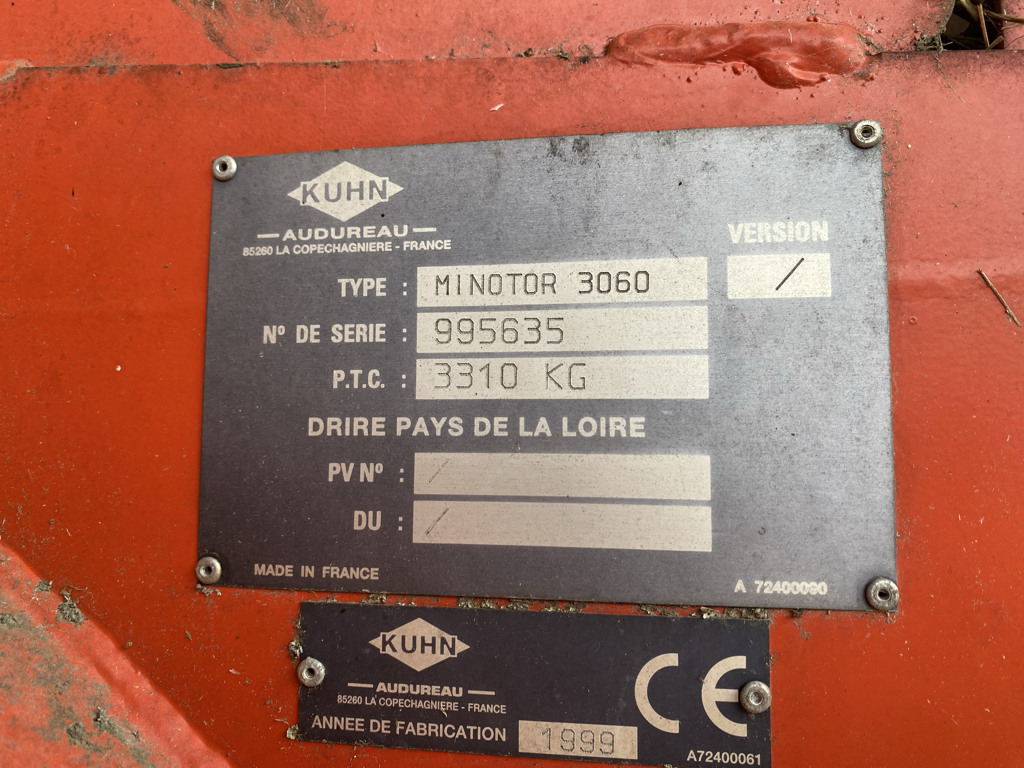 KUHN
AUDUREAU
85260 LA COPECHAGNIERE - FRANCE
VERSION
TYPE : MINOTOR 3060 /
Nº DE SERIE : 995635
P.T.C. : 3310 KG
DRIRE PAYS DE LA LOIRE
PV Nº : /
DU : /
MADE IN FRANCE
A 72400090
KUHN
AUDUREAU
85260 LA COPECHAGNIERE - FRANCE
CE
ANNEE DE FABRICATION 1999
A72400061